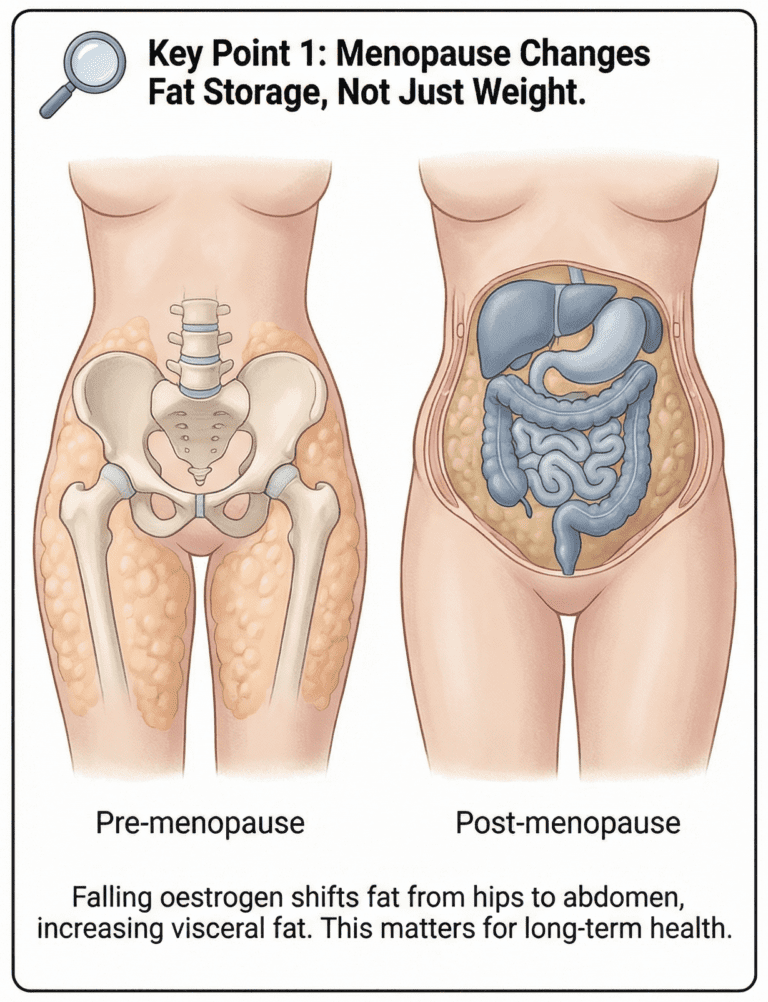 Key Point 1: Menopause Changes
Fat Storage, Not Just Weight.
Pre-menopause
Post-menopause
Falling oestrogen shifts fat from hips to abdomen,
increasing visceral fat. This matters for long-term health.